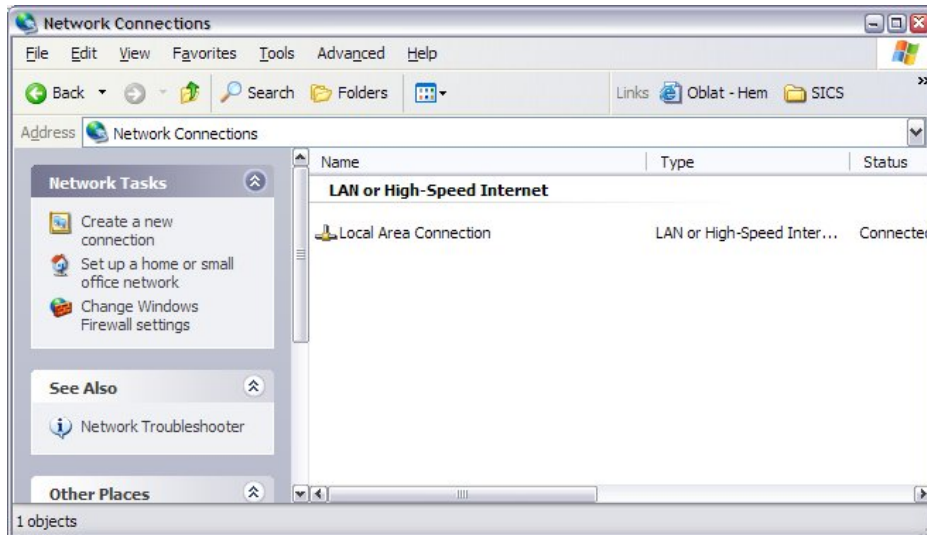 Network Connections
File Edit View Favorites Tools Advanced Help
Back Search Folders Links Oblat - Hem SICS
Address Network Connections
Network Tasks
Create a new
connection
Set up a home or small
office network
Change Windows
Firewall settings
See Also
Network Troubleshooter
Other Places
Name Type Status
LAN or High-Speed Internet
Local Area Connection LAN or High-Speed Inter... Connected
1 objects